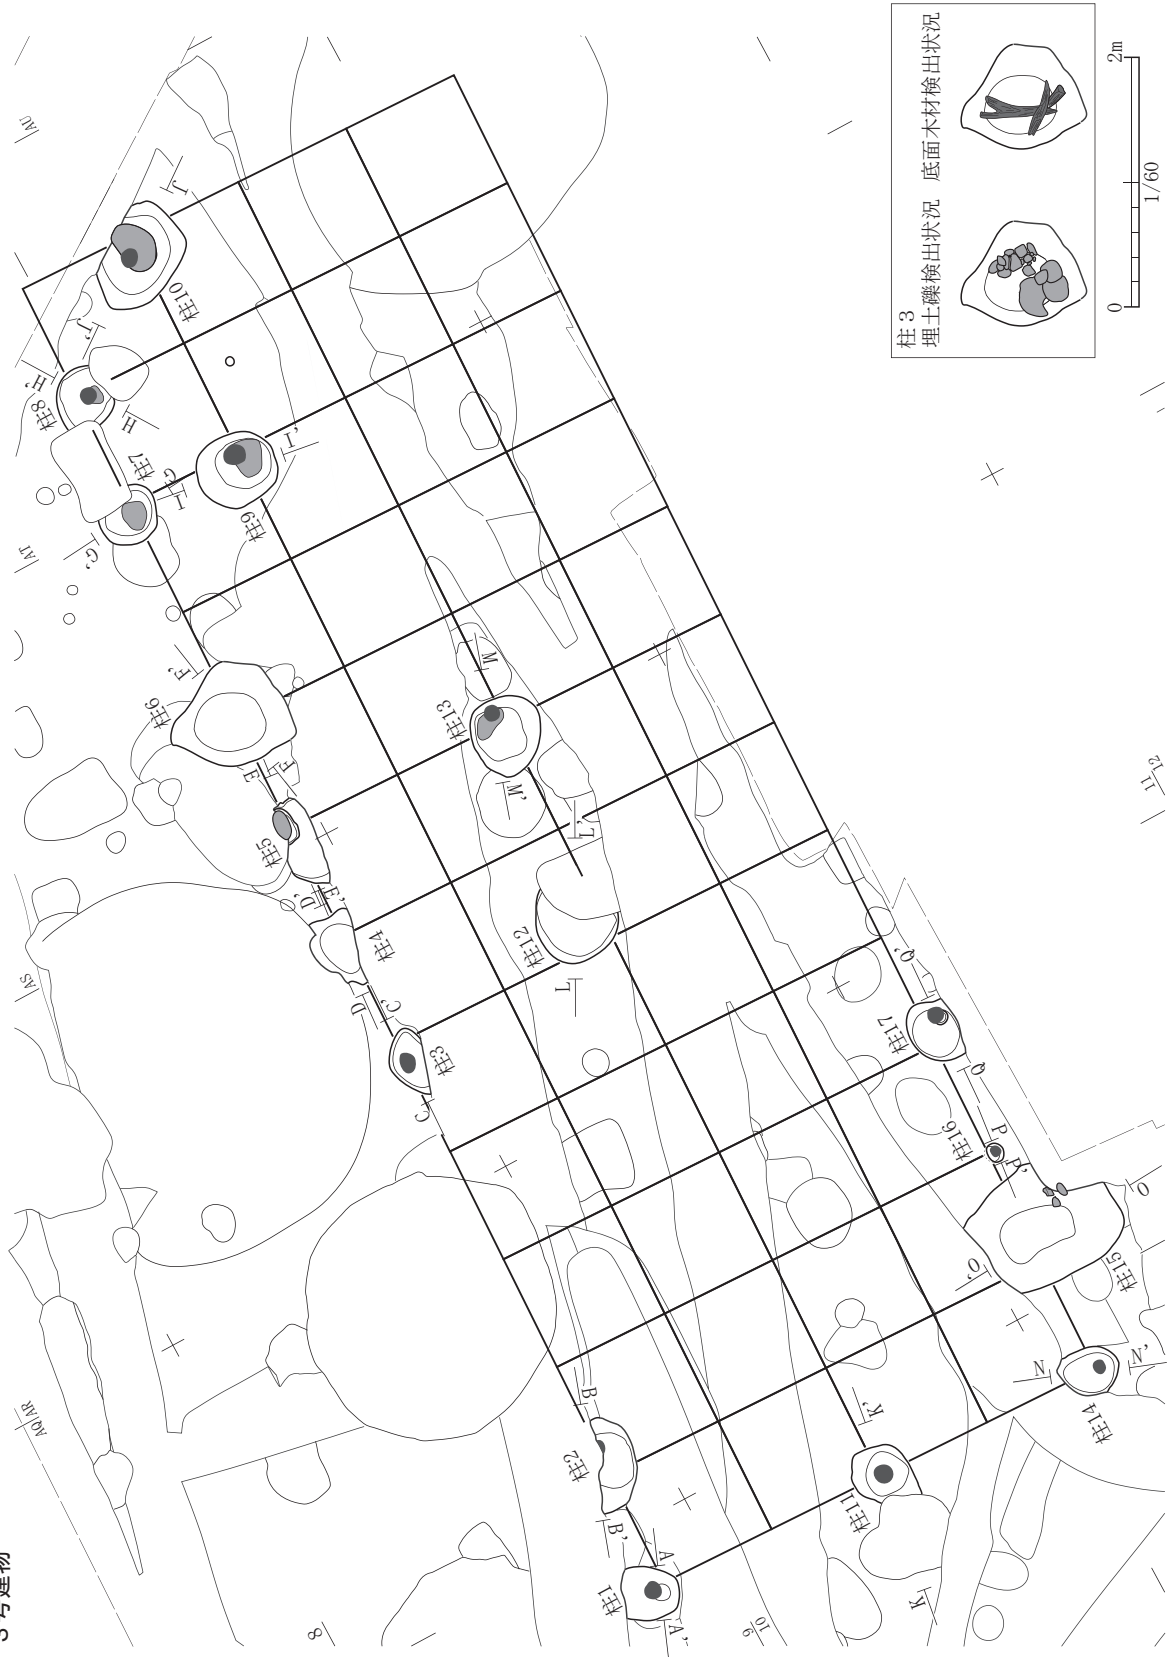 3号建物
AU
AT
AS
AQ|AR
8
9
10
11
12
柱1
柱2
柱3
柱4
柱5
柱6
柱7
柱8
柱9
柱10
柱11
柱12
柱13
柱14
柱15
柱16
柱17
A
A'
B
B'
C
C'
D
D'
E
E'
F
F'
G
G'
H
H'
I
I'
J
J'
K
K'
L
L'
M
M'
N
N'
O
O'
P
P'
Q
Q'
柱3
埋土礫検出状況 底面木材検出状況
0 2m
1/60